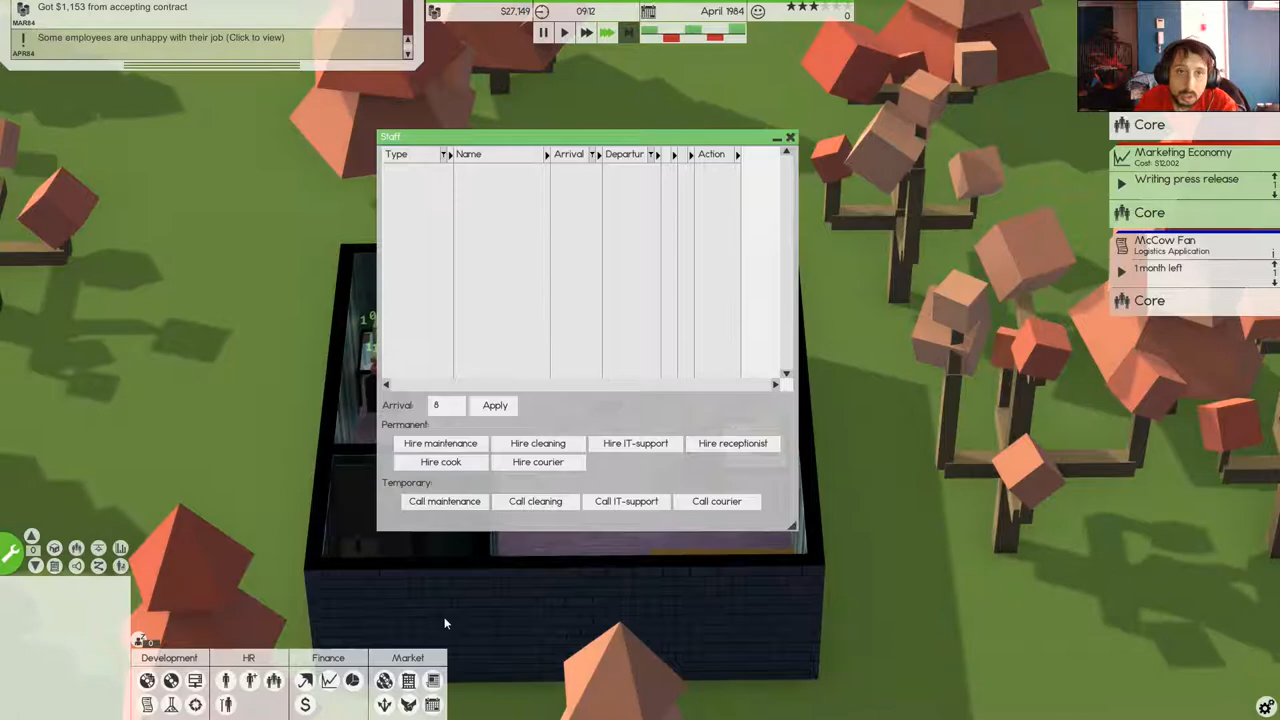 Got $1,153 from accepting contract
MAR84
Some employees are unhappy with their job (Click to view)
APR84
$27,149
09:12
April 1984
0
Staff
Type
Name
Arrival
Departur
Action
Arrival: 8 Apply
Permanent:
Hire maintenance
Hire cleaning
Hire IT-support
Hire receptionist
Hire cook
Hire courier
Temporary:
Call maintenance
Call cleaning
Call IT-support
Call courier
Core
Marketing Economy
Cost: $12,002
Writing press release
1
Core
McCow Fan
Logistics Application
1 month left
1
Core
0
Development
HR
Finance
Market